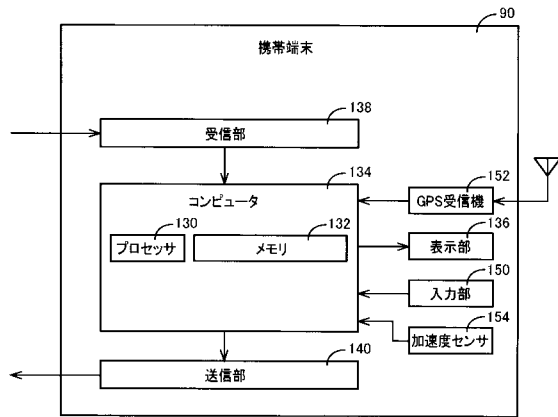 90
携帯端末
138
受信部
134
コンピュータ
152
GPS受信機
130
プロセッサ
132
メモリ
136
表示部
150
入力部
154
加速度センサ
140
送信部